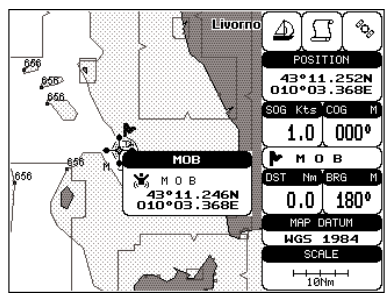 Livorno
656
656
656
656
656
M
MOB
M O B
43°11.246N
010°03.368E
POSITION
43°11.252N
010°03.368E
SOG Kts COG M
1.0 000°
M O B
DST Nm BRG M
0.0 180°
MAP DATUM
WGS 1984
SCALE
10Nm